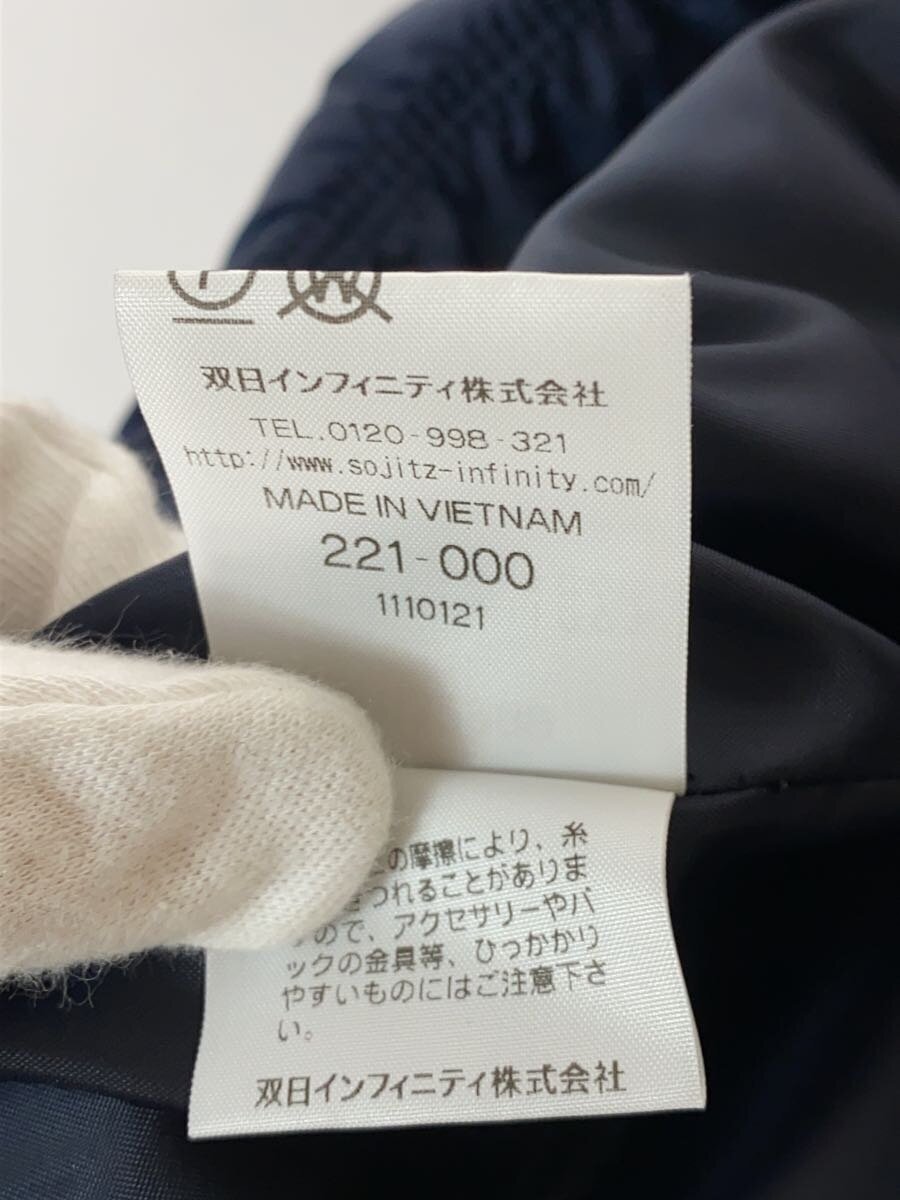 W
双日インフィニティ株式会社
TEL.0120-998-321
http://www.sojitz-infinity.com/
MADE IN VIETNAM
221-000
1110121
の摩擦により、糸
つれることがありま
ので、アクセサリーやバ
ックの金具等、ひっかかり
やすいものにはご注意下さ
い。
双日インフィニティ株式会社